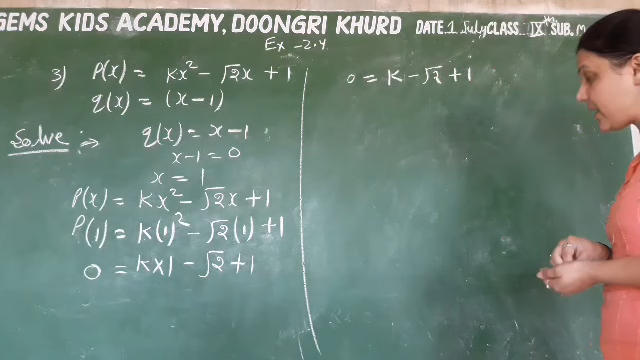 GEMS KIDS ACADEMY, DOONGRI KHURD DATE. 1 July CLASS IXth SUB. M
Ex - 2.4
3) P(x) = Kx² - √2x + 1
q(x) = (x - 1)
Solve :→ q(x) = x - 1
x - 1 = 0
x = 1
P(x) = Kx² - √2x + 1
P(1) = K(1)² - √2(1) + 1
0 = K×1 - √2 + 1
0 = K - √2 + 1